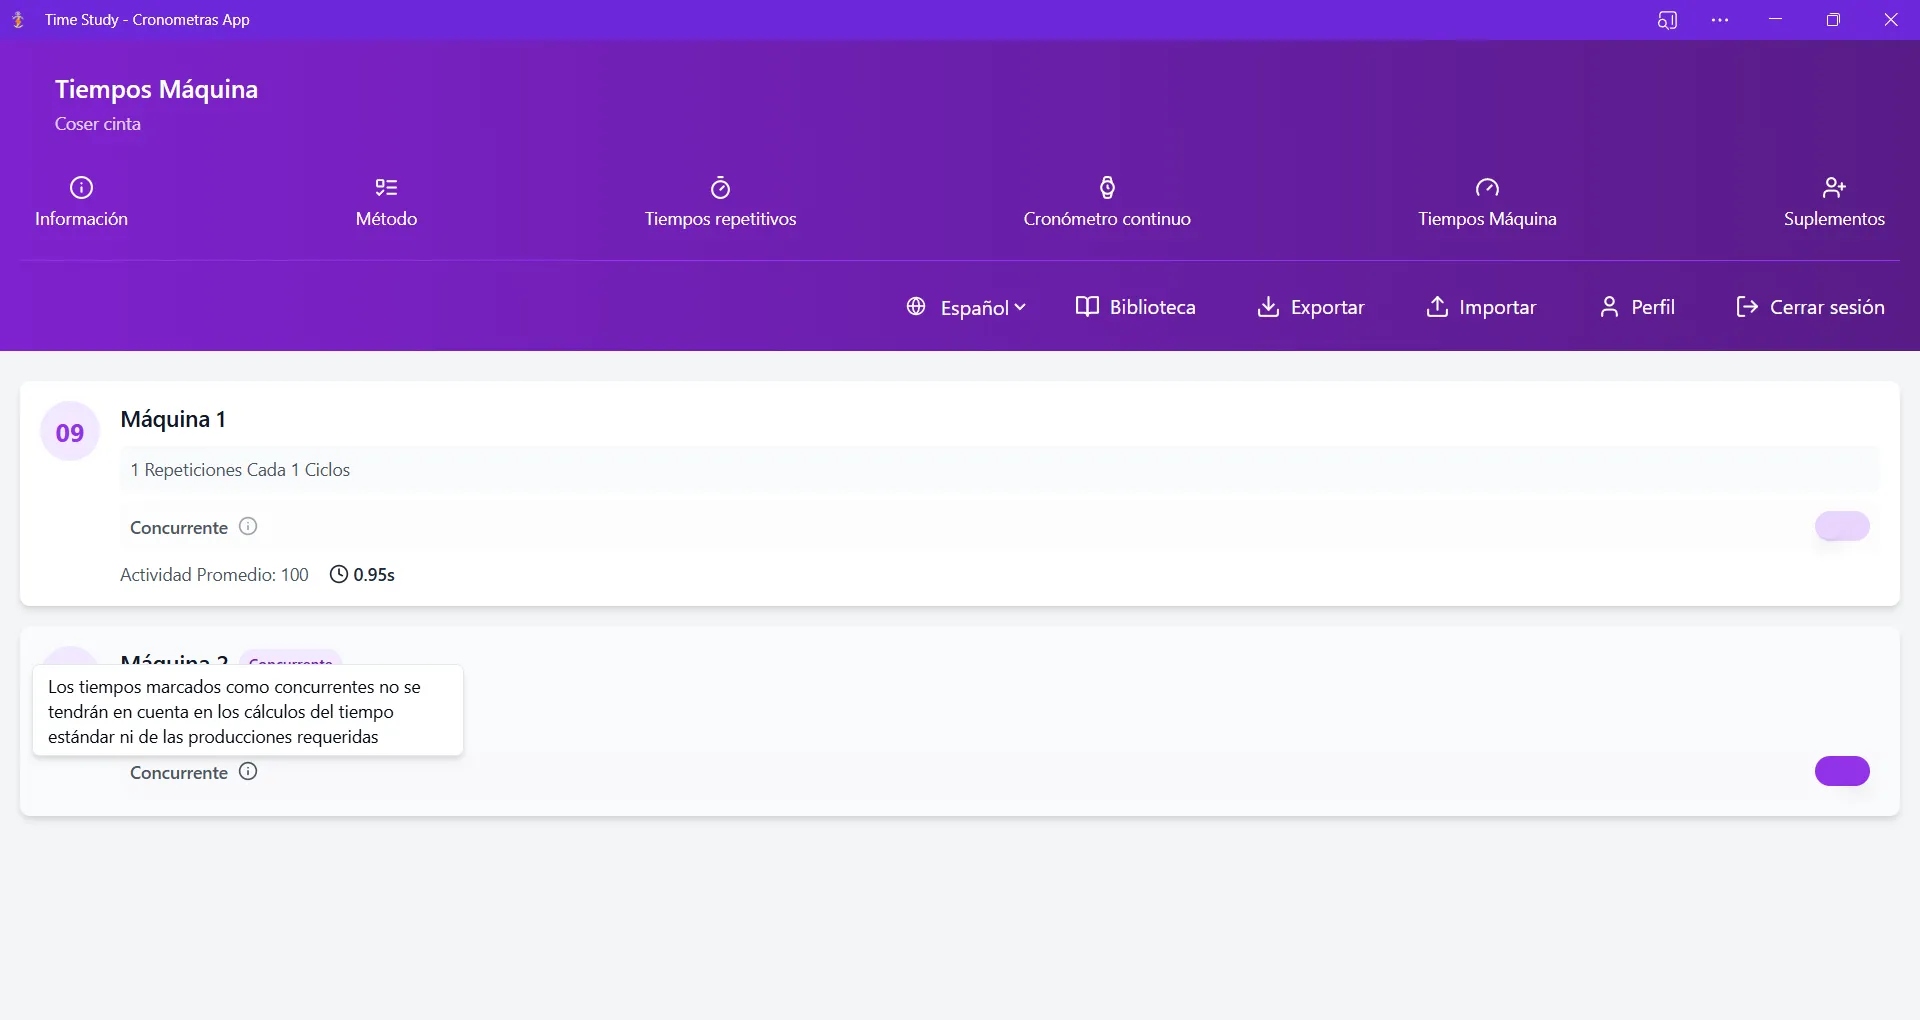 Time Study - Cronometras App
Tiempos Máquina
Coser cinta
Información
Método
Tiempos repetitivos
Cronómetro continuo
Tiempos Máquina
Suplementos
Español
Biblioteca
Exportar
Importar
Perfil
Cerrar sesión
09
Máquina 1
1 Repeticiones Cada 1 Ciclos
Concurrente
Actividad Promedio: 100 0.95s
Máquina 2 Concurrente
Los tiempos marcados como concurrentes no se
tendrán en cuenta en los cálculos del tiempo
estándar ni de las producciones requeridas
Concurrente